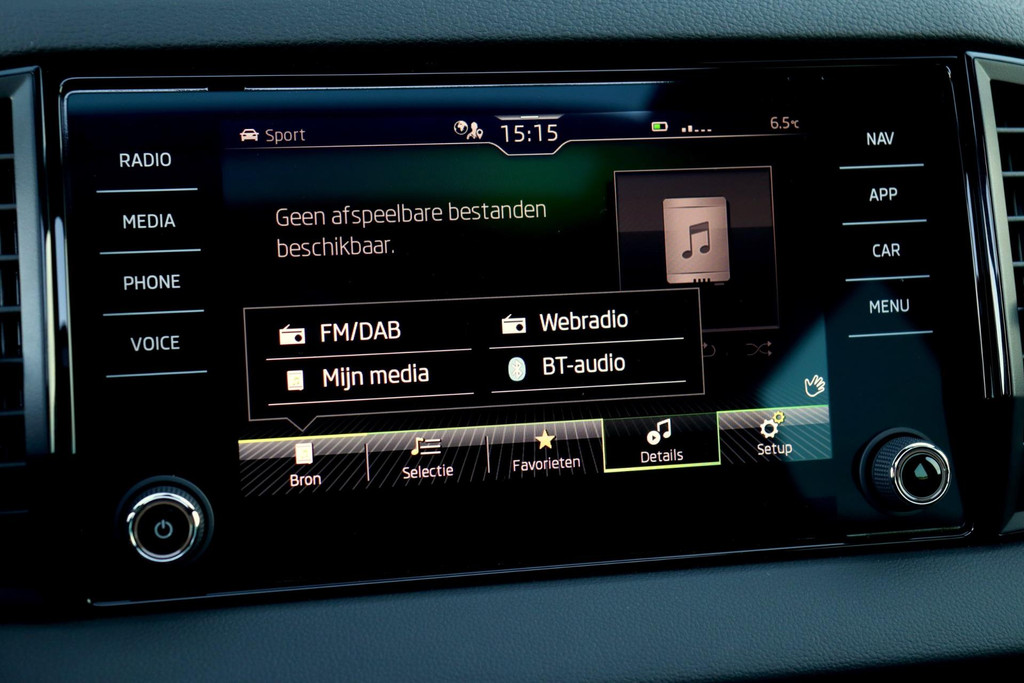 Sport
15:15
6.5°C
RADIO
MEDIA
PHONE
VOICE
Geen afspeelbare bestanden
beschikbaar.
FM/DAB
Webradio
Mijn media
BT-audio
Bron
Selectie
Favorieten
Details
Setup
NAV
APP
CAR
MENU